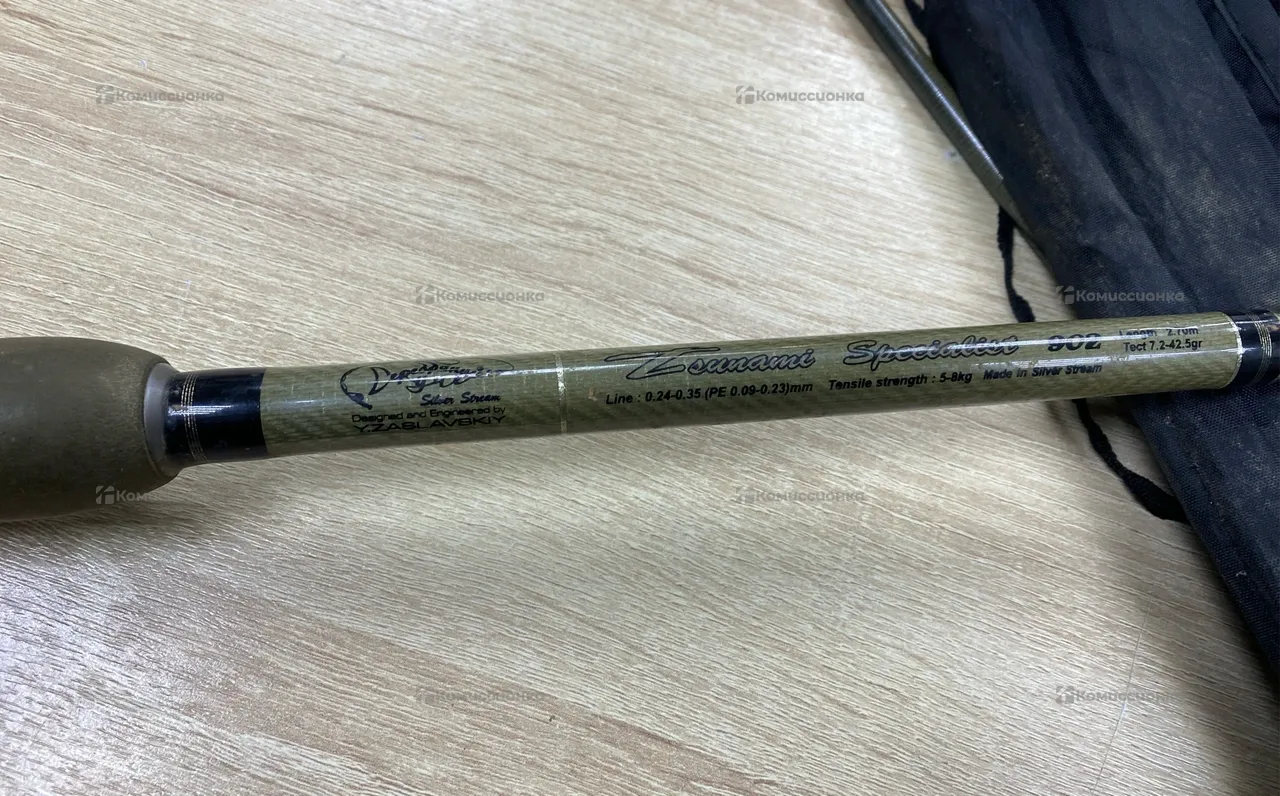 Silver Stream
Designed and Engineered by
Y.ZASLAVSKIY
Tsunami Specialist 902
Line : 0.24-0.35 (PE 0.09-0.23)mm Tensile strength : 5-8kg Made in Silver Stream
Length 2.70m
Tect 7.2-42.5gr
Комиссионка
Комиссионка
Комиссионка
Комиссионка
Комиссионка
Комиссионка
Комиссионка
Комиссионка